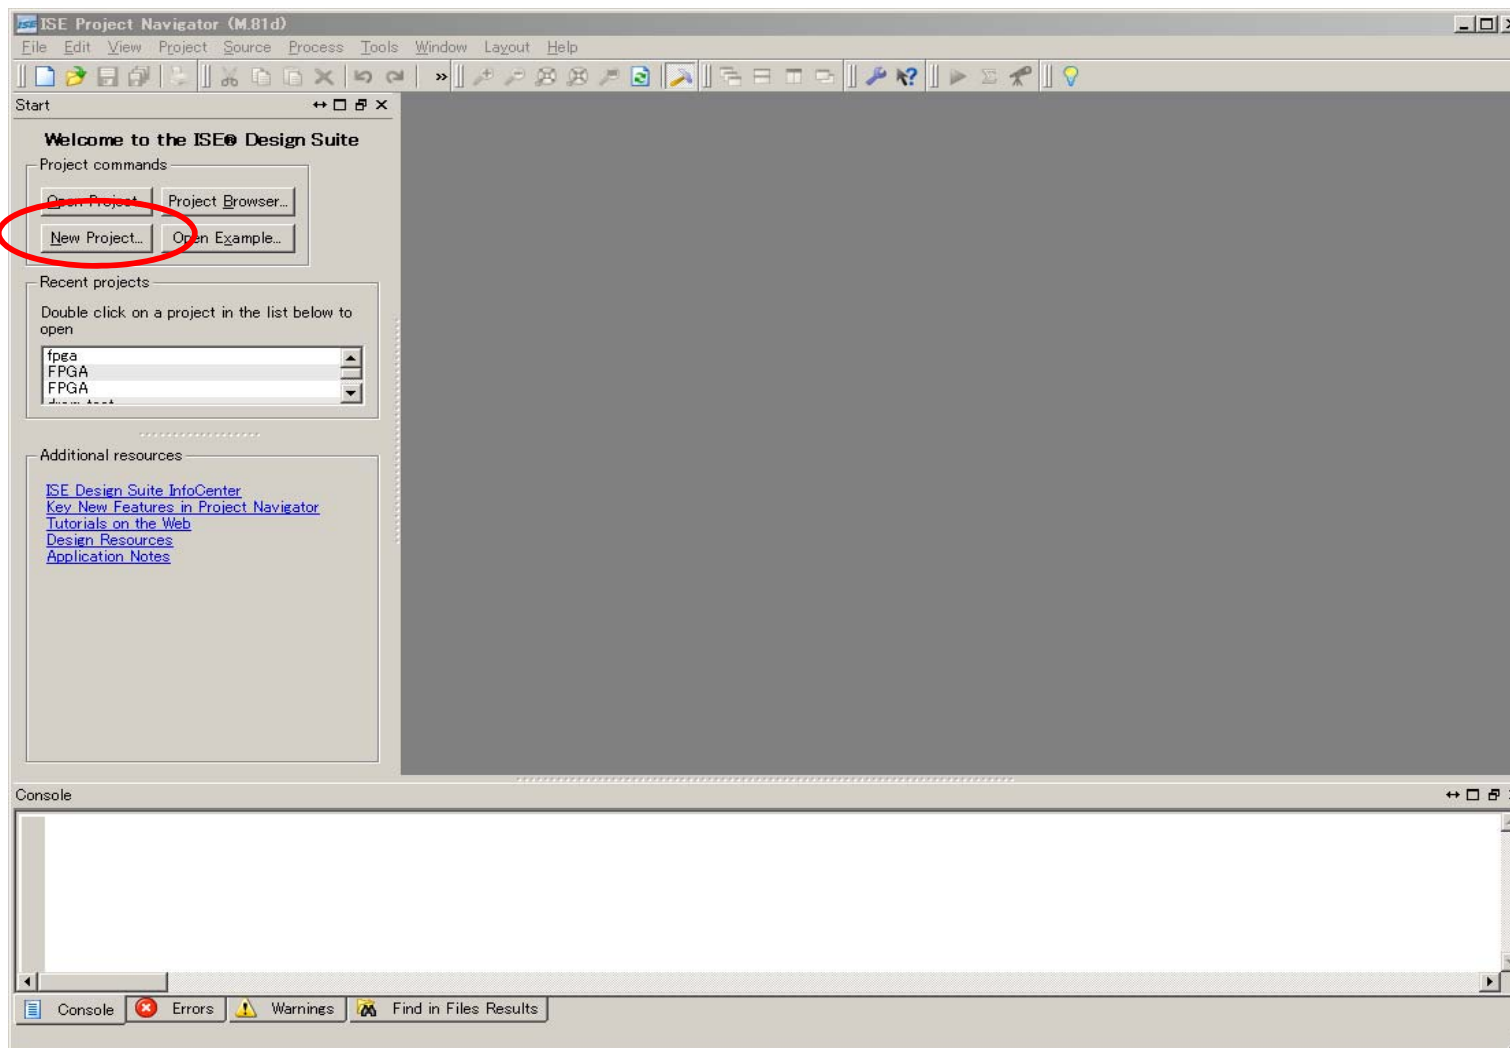 ISE Project Navigator (M.81d)
File Edit View Project Source Process Tools Window Layout Help
Start
Welcome to the ISE® Design Suite
Project commands
Open Project... Project Browser...
New Project... Open Example...
Recent projects
Double click on a project in the list below to
open
fpga
FPGA
FPGA
Additional resources
ISE Design Suite InfoCenter
Key New Features in Project Navigator
Tutorials on the Web
Design Resources
Application Notes
Console
Console Errors Warnings Find in Files Results